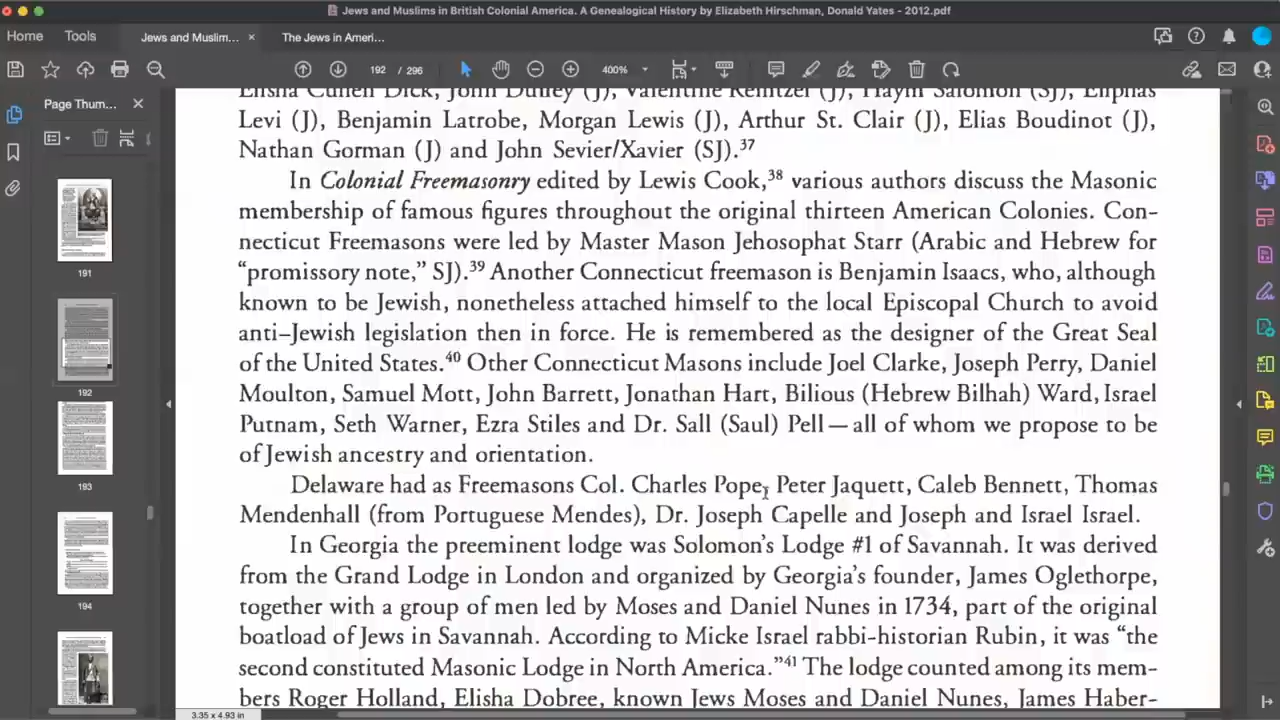 Jews and Muslims in British Colonial America. A Genealogical History by Elizabeth Hirschman, Donald Yates - 2012.pdf
Home Tools Jews and Muslim... × The Jews in Ameri...
192 / 296 400%
Page Thum... ×
191
192
193
194
Elisha Cullen Dick, John Dufrey (J), Valentine Reintzel (J), Haym Salomon (SJ), Eliphas
Levi (J), Benjamin Latrobe, Morgan Lewis (J), Arthur St. Clair (J), Elias Boudinot (J),
Nathan Gorman (J) and John Sevier/Xavier (SJ).37
In Colonial Freemasonry edited by Lewis Cook,38 various authors discuss the Masonic
membership of famous figures throughout the original thirteen American Colonies. Con-
necticut Freemasons were led by Master Mason Jehosophat Starr (Arabic and Hebrew for
“promissory note,” SJ).39 Another Connecticut freemason is Benjamin Isaacs, who, although
known to be Jewish, nonetheless attached himself to the local Episcopal Church to avoid
anti–Jewish legislation then in force. He is remembered as the designer of the Great Seal
of the United States.40 Other Connecticut Masons include Joel Clarke, Joseph Perry, Daniel
Moulton, Samuel Mott, John Barrett, Jonathan Hart, Bilious (Hebrew Bilhah) Ward, Israel
Putnam, Seth Warner, Ezra Stiles and Dr. Sall (Saul) Pell — all of whom we propose to be
of Jewish ancestry and orientation.
Delaware had as Freemasons Col. Charles Pope, Peter Jaquett, Caleb Bennett, Thomas
Mendenhall (from Portuguese Mendes), Dr. Joseph Capelle and Joseph and Israel Israel.
In Georgia the preeminent lodge was Solomon’s Lodge #1 of Savannah. It was derived
from the Grand Lodge in London and organized by Georgia’s founder, James Oglethorpe,
together with a group of men led by Moses and Daniel Nunes in 1734, part of the original
boatload of Jews in Savannah. According to Micke Israel rabbi-historian Rubin, it was “the
second constituted Masonic Lodge in North America.”41 The lodge counted among its mem-
bers Roger Holland, Elisha Dobree, known Jews Moses and Daniel Nunes, James Haber-
3.35 x 4.93 in